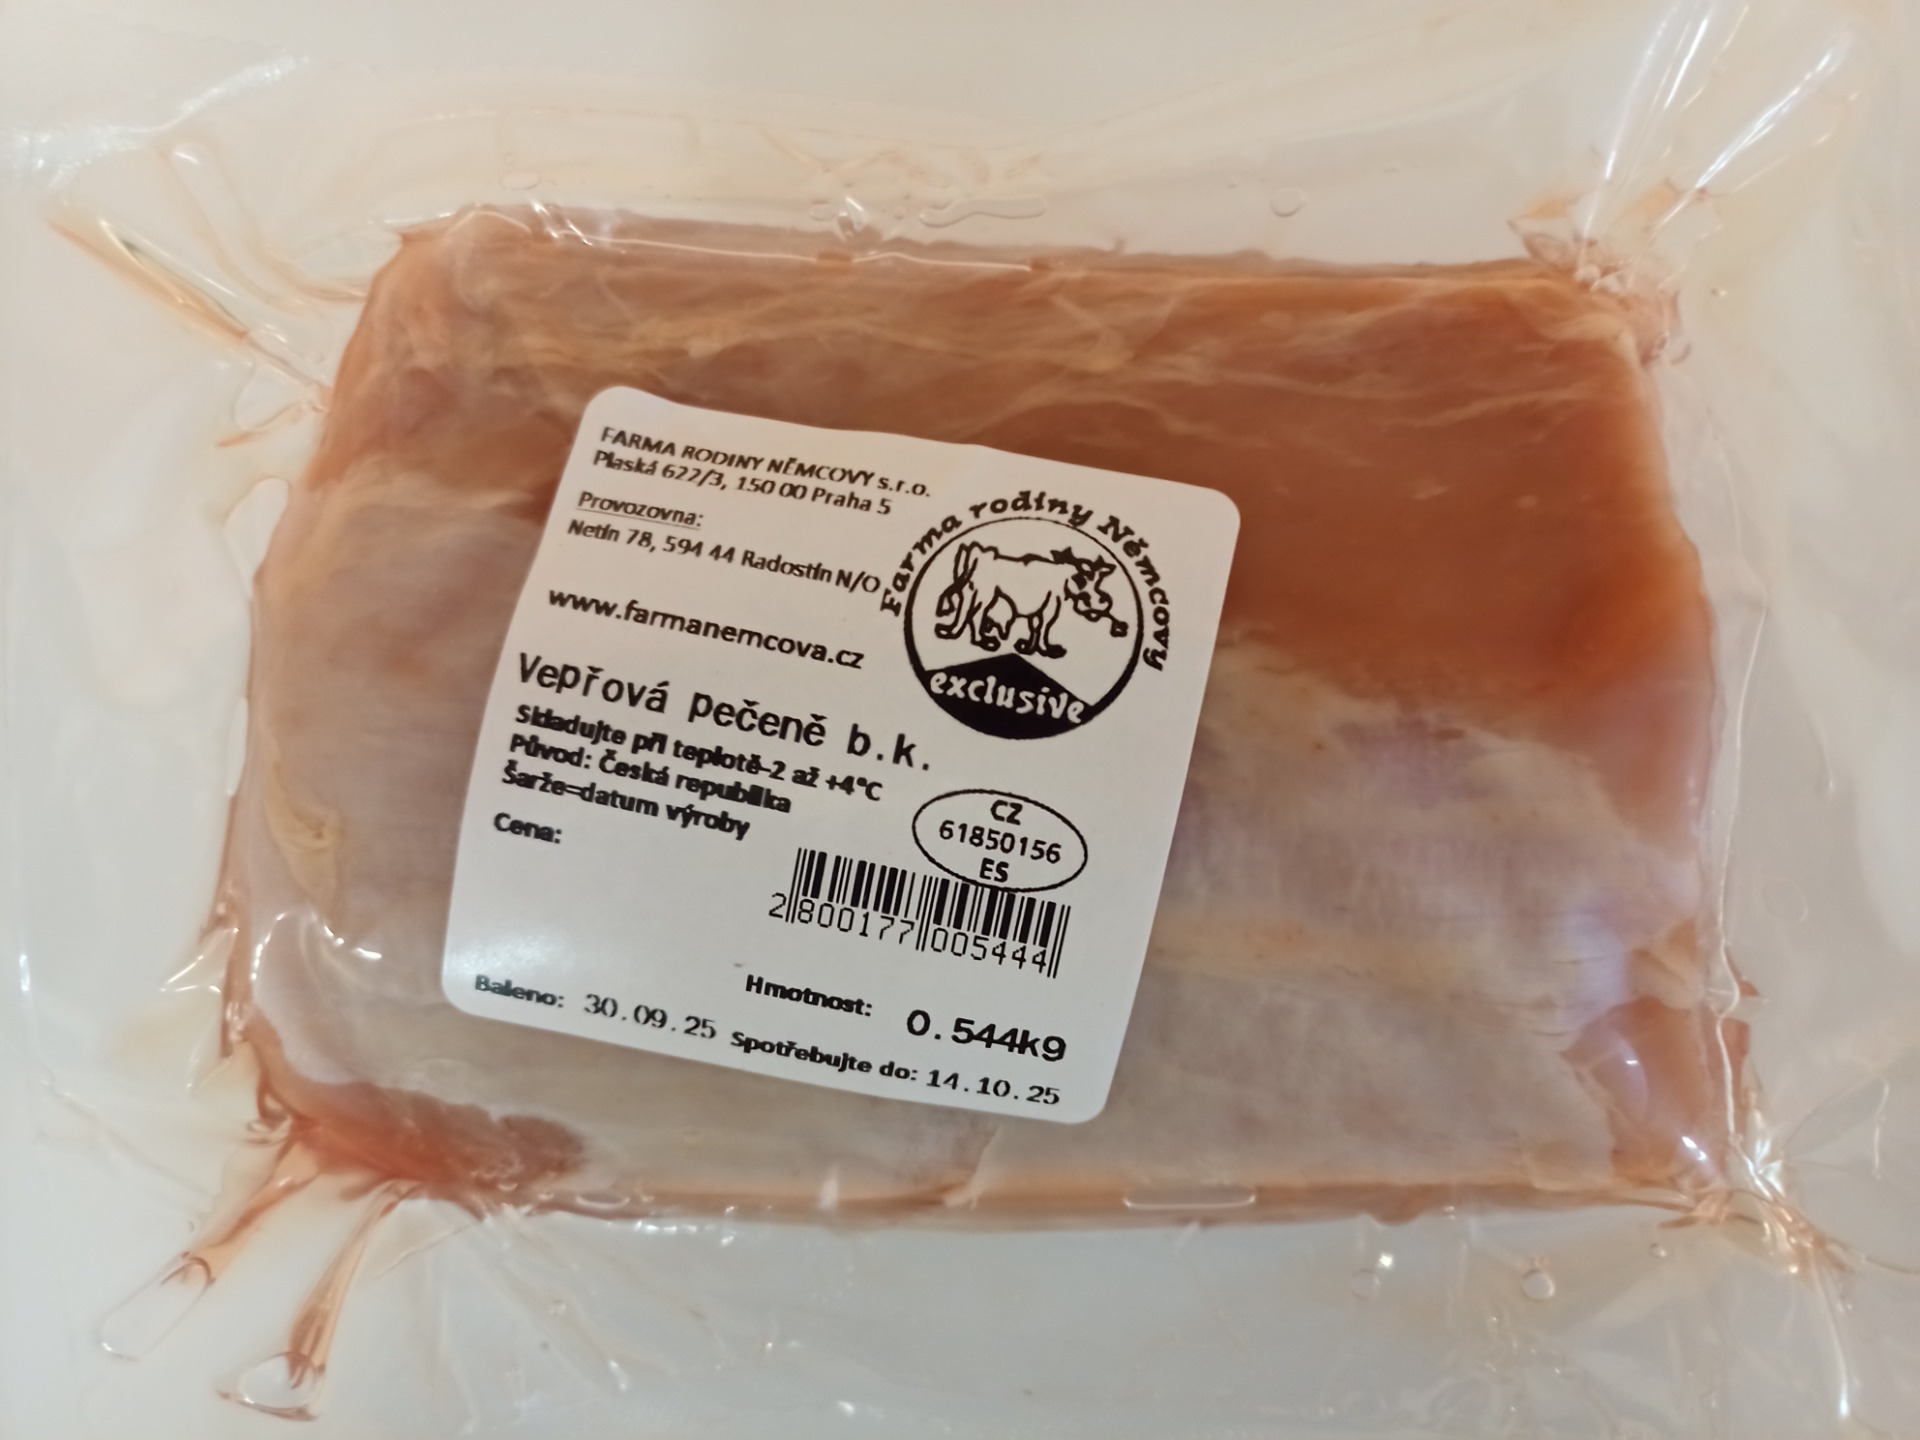 FARMA RODINY NĚMCOVY s.r.o.
Plaská 622/3, 150 00 Praha 5
Provozovna:
Netín 78, 594 44 Radostín N/O
www.farmanemcova.cz
Farma rodiny Němcovy
exclusive
Vepřová pečeně b.k.
Skladujte při teplotě-2 až +4°C
Původ: Česká republika
Šarže=datum výroby
Cena:
CZ
61850156
ES
2800177005444
Hmotnost: 0.544kg
Baleno: 30.09.25 Spotřebujte do: 14.10.25